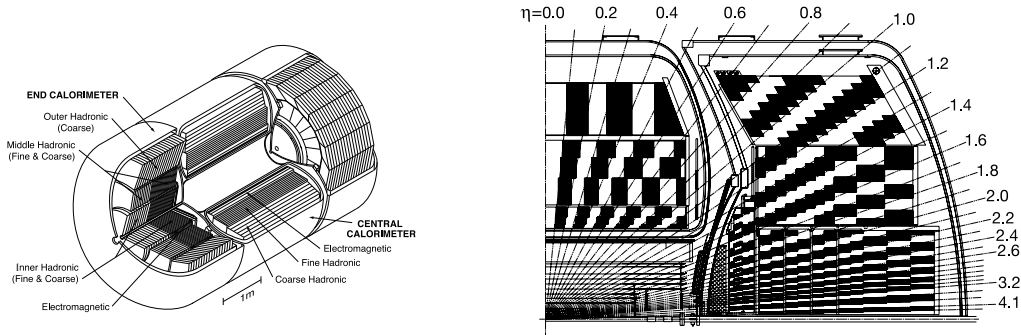 END CALORIMETER
Outer Hadronic
(Coarse)
Middle Hadronic
(Fine & Coarse)
Inner Hadronic
(Fine & Coarse)
Electromagnetic
1m
CENTRAL
CALORIMETER
Electromagnetic
Fine Hadronic
Coarse Hadronic
η=0.0
0.2
0.4
0.6
0.8
1.0
1.2
1.4
1.6
1.8
2.0
2.2
2.4
2.6
3.2
4.1